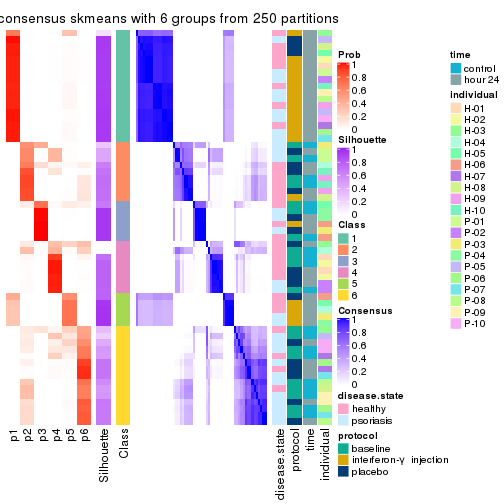 consensus skmeans with 6 groups from 250 partitions
p1
p2
p3
p4
p5
p6
Silhouette
Class
disease.state
protocol
time
individual
Prob
1
0.8
0.6
0.4
0.2
0
Silhouette
1
0.8
0.6
0.4
0.2
0
Class
1
2
3
4
5
6
Consensus
1
0.8
0.6
0.4
0.2
0
disease.state
healthy
psoriasis
protocol
baseline
interferon-γ injection
placebo
time
control
hour 24
individual
H-01
H-02
H-03
H-04
H-05
H-06
H-07
H-08
H-09
H-10
P-01
P-02
P-03
P-04
P-05
P-06
P-07
P-08
P-09
P-10